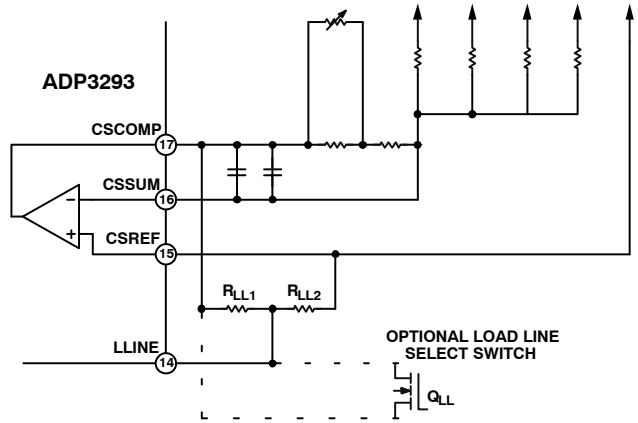 ADP3293
CSCOMP
17
CSSUM
16
−
+
CSREF
15
RLL1
RLL2
OPTIONAL LOAD LINE
SELECT SWITCH
LLINE
14
QLL